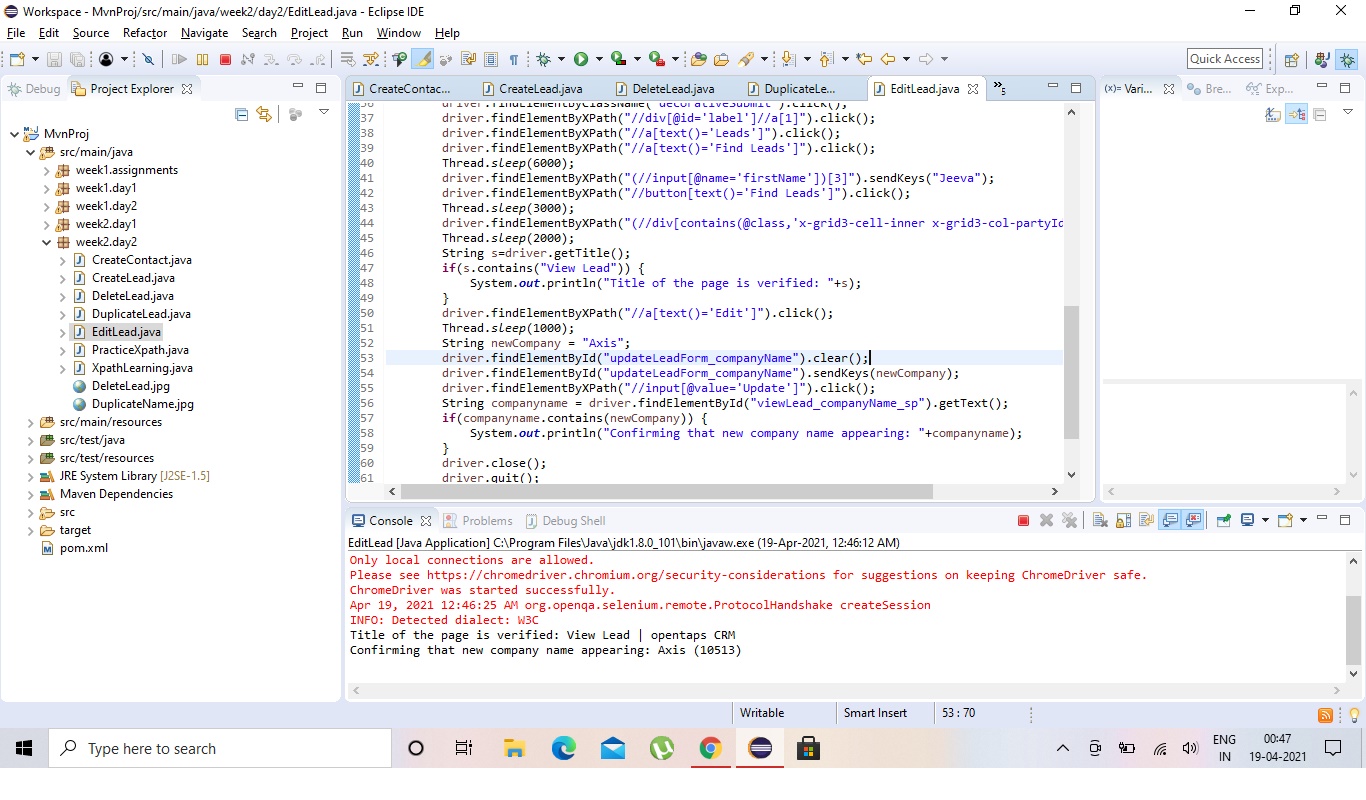 Workspace - MvnProj/src/main/java/week2/day2/EditLead.java - Eclipse IDE
File Edit Source Refactor Navigate Search Project Run Window Help
Quick Access
Debug Project Explorer
MvnProj
src/main/java
week1.assignments
week1.day1
week1.day2
week2.day1
week2.day2
CreateContact.java
CreateLead.java
DeleteLead.java
DuplicateLead.java
EditLead.java
PracticeXpath.java
XpathLearning.java
DeleteLead.jpg
DuplicateName.jpg
src/main/resources
src/test/java
src/test/resources
JRE System Library [J2SE-1.5]
Maven Dependencies
src
target
pom.xml
CreateContac... CreateLead.java DeleteLead.java DuplicateLe... EditLead.java »5
36 driver.findElementByClassName("decorativeSubmit").click();
37 driver.findElementByXPath("//div[@id='label']//a[1]").click();
38 driver.findElementByXPath("//a[text()='Leads']").click();
39 driver.findElementByXPath("//a[text()='Find Leads']").click();
40 Thread.sleep(6000);
41 driver.findElementByXPath("(//input[@name='firstName'])[3]").sendKeys("Jeeva");
42 driver.findElementByXPath("//button[text()='Find Leads']").click();
43 Thread.sleep(3000);
44 driver.findElementByXPath("(//div[contains(@class,'x-grid3-cell-inner x-grid3-col-partyId
45 Thread.sleep(2000);
46 String s=driver.getTitle();
47 if(s.contains("View Lead")) {
48 System.out.println("Title of the page is verified: "+s);
49 }
50 driver.findElementByXPath("//a[text()='Edit']").click();
51 Thread.sleep(1000);
52 String newCompany = "Axis";
53 driver.findElementById("updateLeadForm_companyName").clear();
54 driver.findElementById("updateLeadForm_companyName").sendKeys(newCompany);
55 driver.findElementByXPath("//input[@value='Update']").click();
56 String companyname = driver.findElementById("viewLead_companyName_sp").getText();
57 if(companyname.contains(newCompany)) {
58 System.out.println("Confirming that new company name appearing: "+companyname);
59 }
60 driver.close();
61 driver.quit();
(x)= Vari... Bre... Exp...
Console Problems Debug Shell
EditLead [Java Application] C:\Program Files\Java\jdk1.8.0_101\bin\javaw.exe (19-Apr-2021, 12:46:12 AM)
Only local connections are allowed.
Please see https://chromedriver.chromium.org/security-considerations for suggestions on keeping ChromeDriver safe.
ChromeDriver was started successfully.
Apr 19, 2021 12:46:25 AM org.openqa.selenium.remote.ProtocolHandshake createSession
INFO: Detected dialect: W3C
Title of the page is verified: View Lead | opentaps CRM
Confirming that new company name appearing: Axis (10513)
Writable Smart Insert 53 : 70
Type here to search
ENG
IN
00:47
19-04-2021